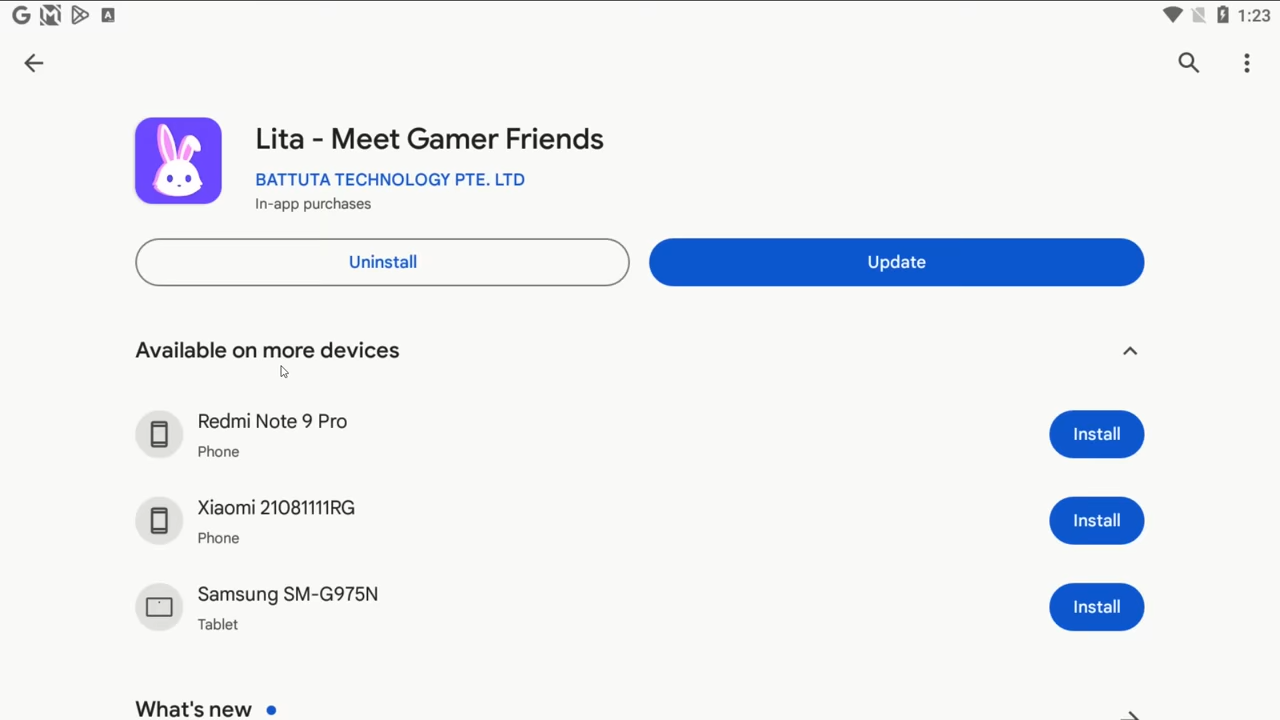 1:23
Lita - Meet Gamer Friends
BATTUTA TECHNOLOGY PTE. LTD
In-app purchases
Uninstall
Update
Available on more devices
Redmi Note 9 Pro
Phone
Install
Xiaomi 21081111RG
Phone
Install
Samsung SM-G975N
Tablet
Install
What's new